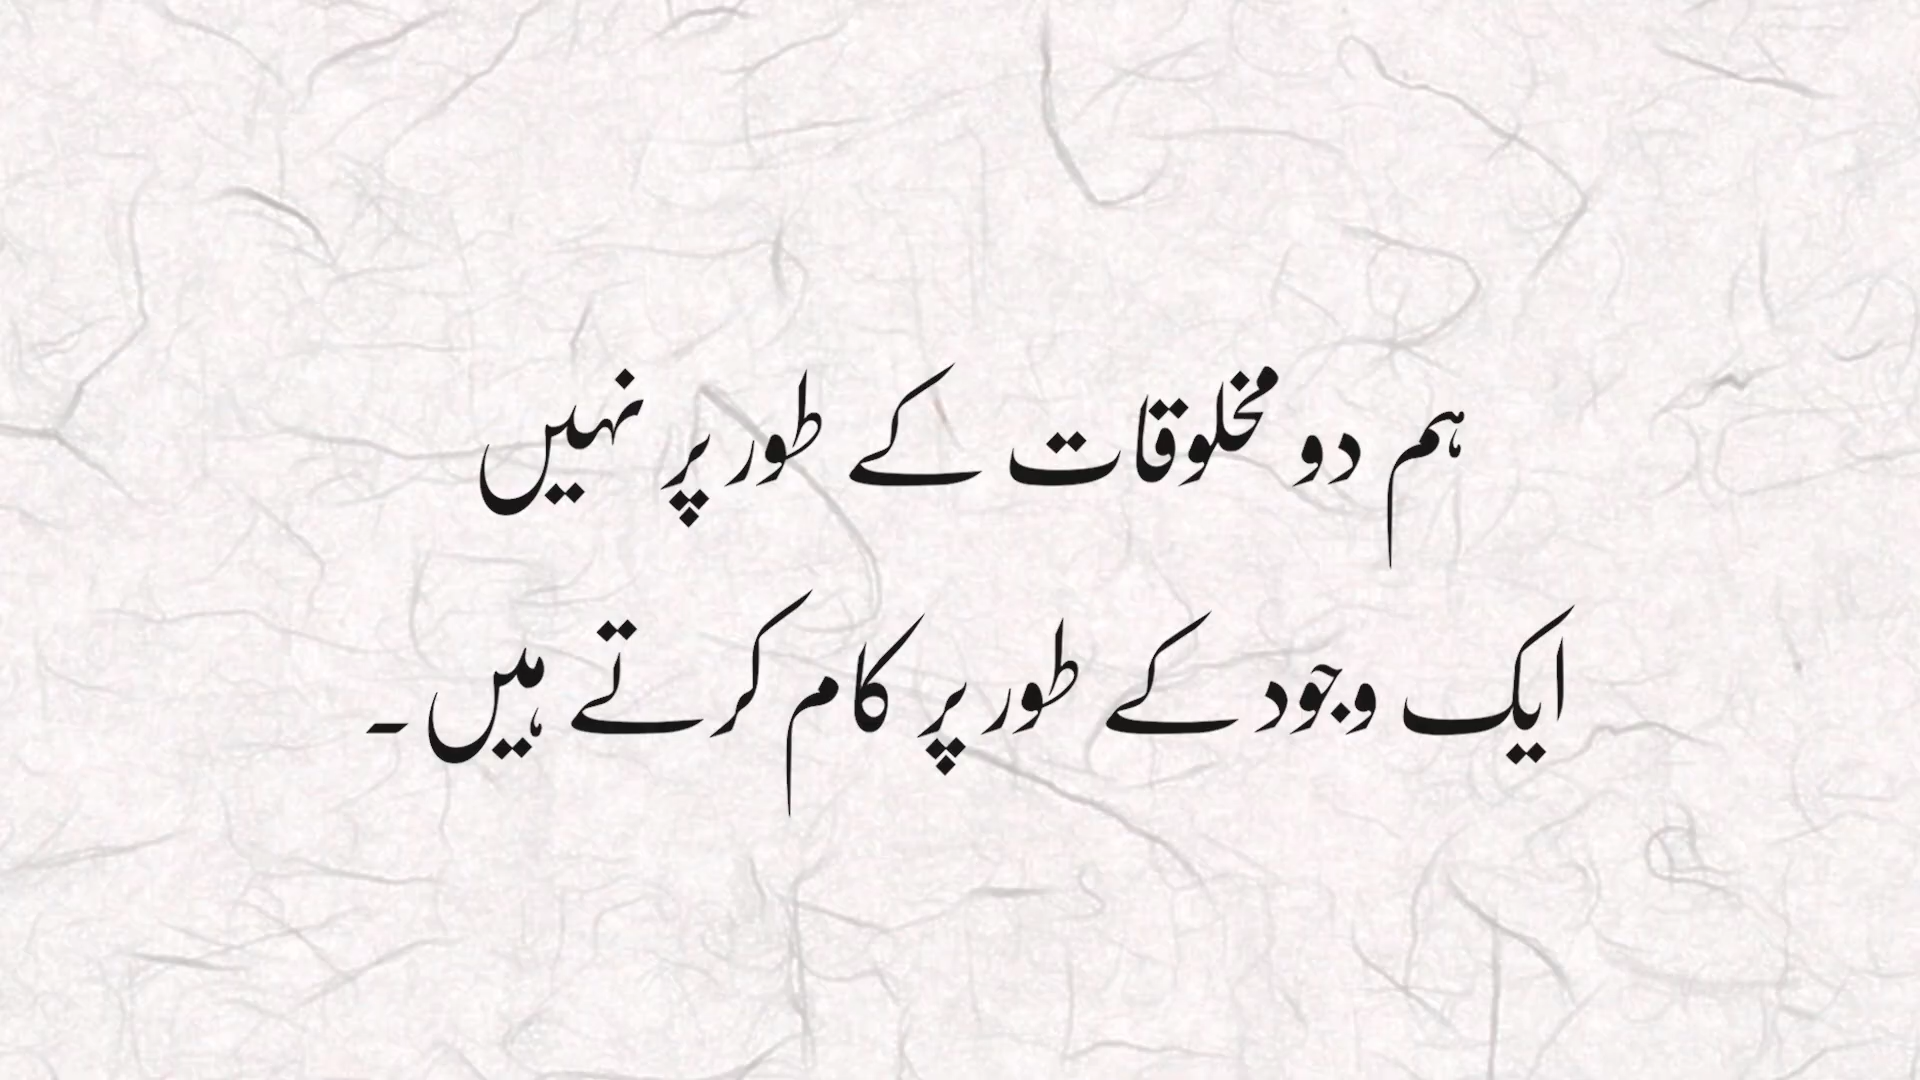 ہم دو مخلوقات کے طور پر نہیں
ایک وجود کے طور پر کام کرتے ہیں۔